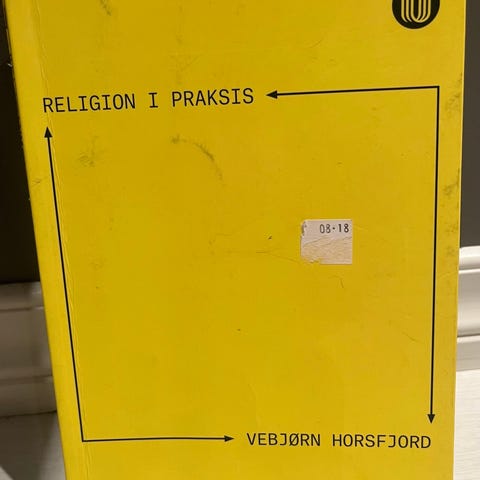 RELIGION I PRAKSIS
08-18
VEBJØRN HORSFJORD